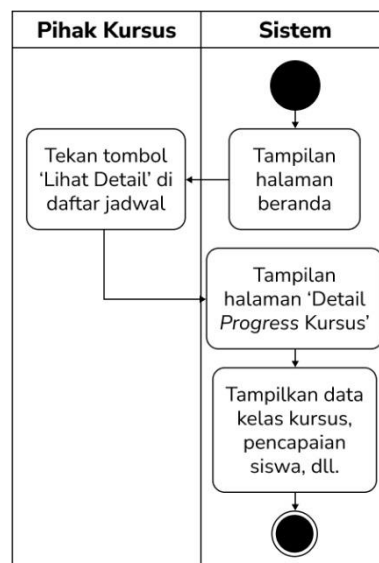 Pihak Kursus
Sistem
Tampilan
halaman
beranda
Tekan tombol
‘Lihat Detail’ di
daftar jadwal
Tampilan
halaman ‘Detail
Progress Kursus’
Tampilkan data
kelas kursus,
pencapaian
siswa, dll.